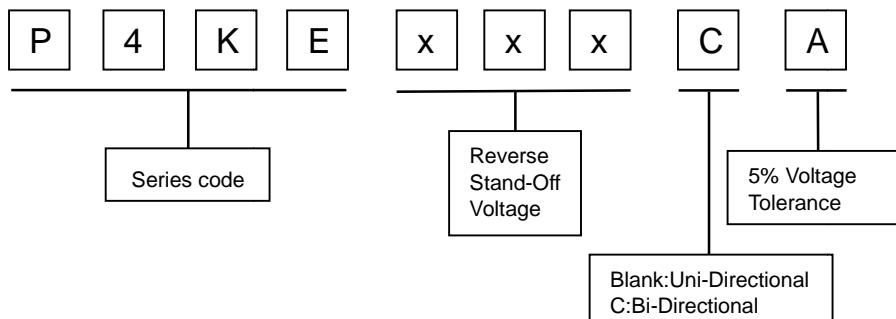 P 4 K E x x x C A
Series code
Reverse
Stand-Off
Voltage
5% Voltage
Tolerance
Blank:Uni-Directional
C:Bi-Directional